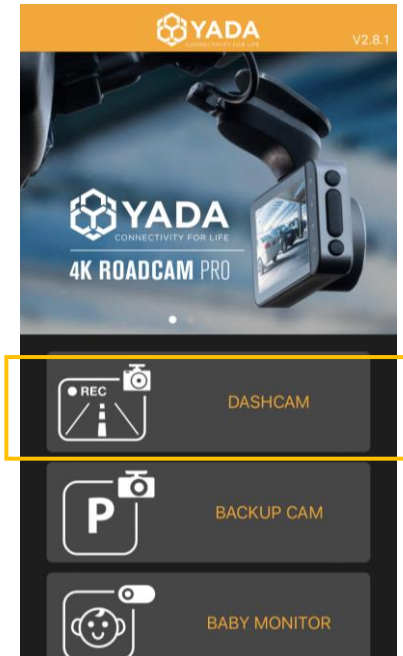 YADA
CONNECTIVITY FOR LIFE
V2.8.1
YADA
CONNECTIVITY FOR LIFE
4K ROADCAM PRO
REC
DASHCAM
P
BACKUP CAM
BABY MONITOR